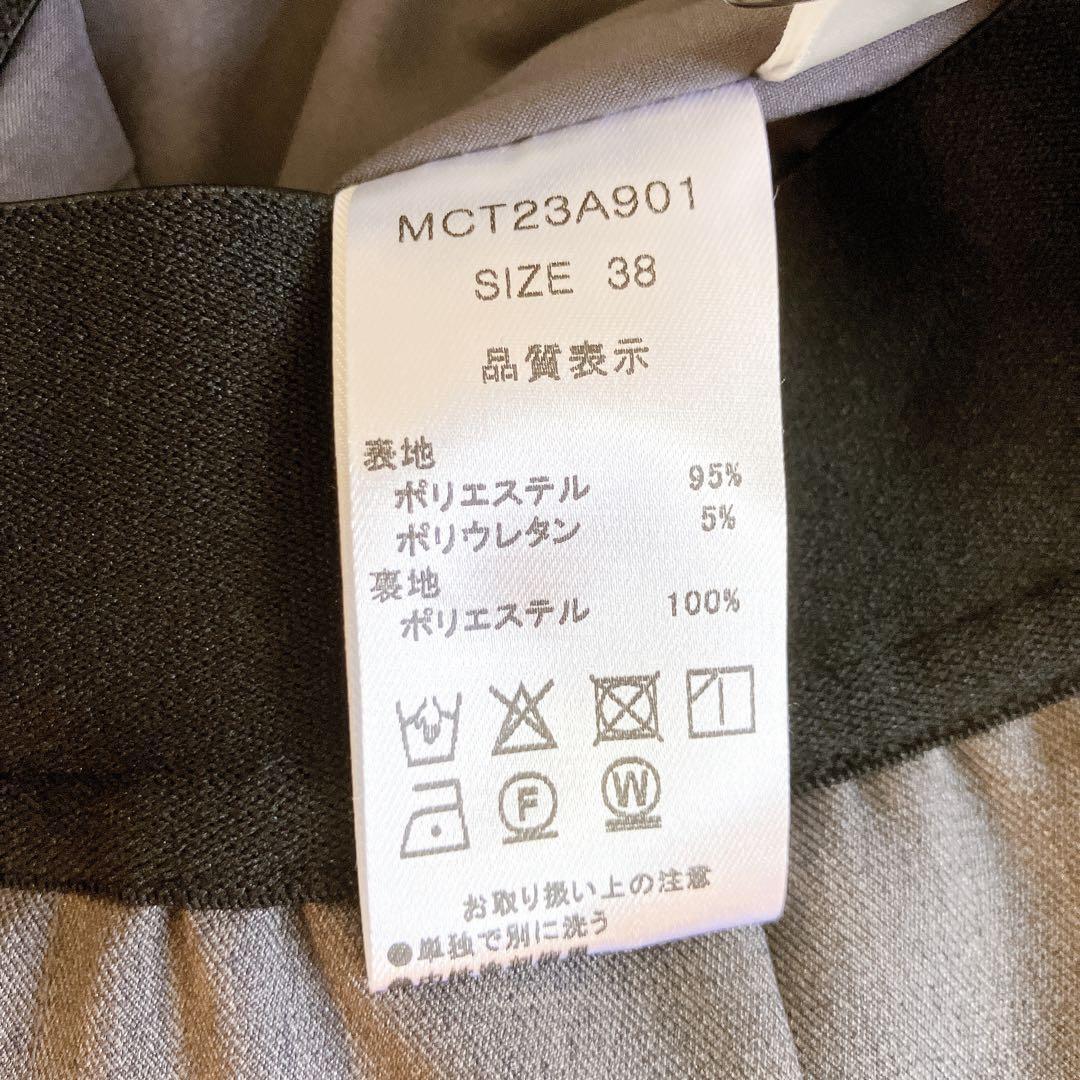 MCT23A901
SIZE 38
品質表示
表地
ポリエステル 95%
ポリウレタン 5%
裏地
ポリエステル 100%
F W
お取り扱い上の注意
●単独で別に洗う